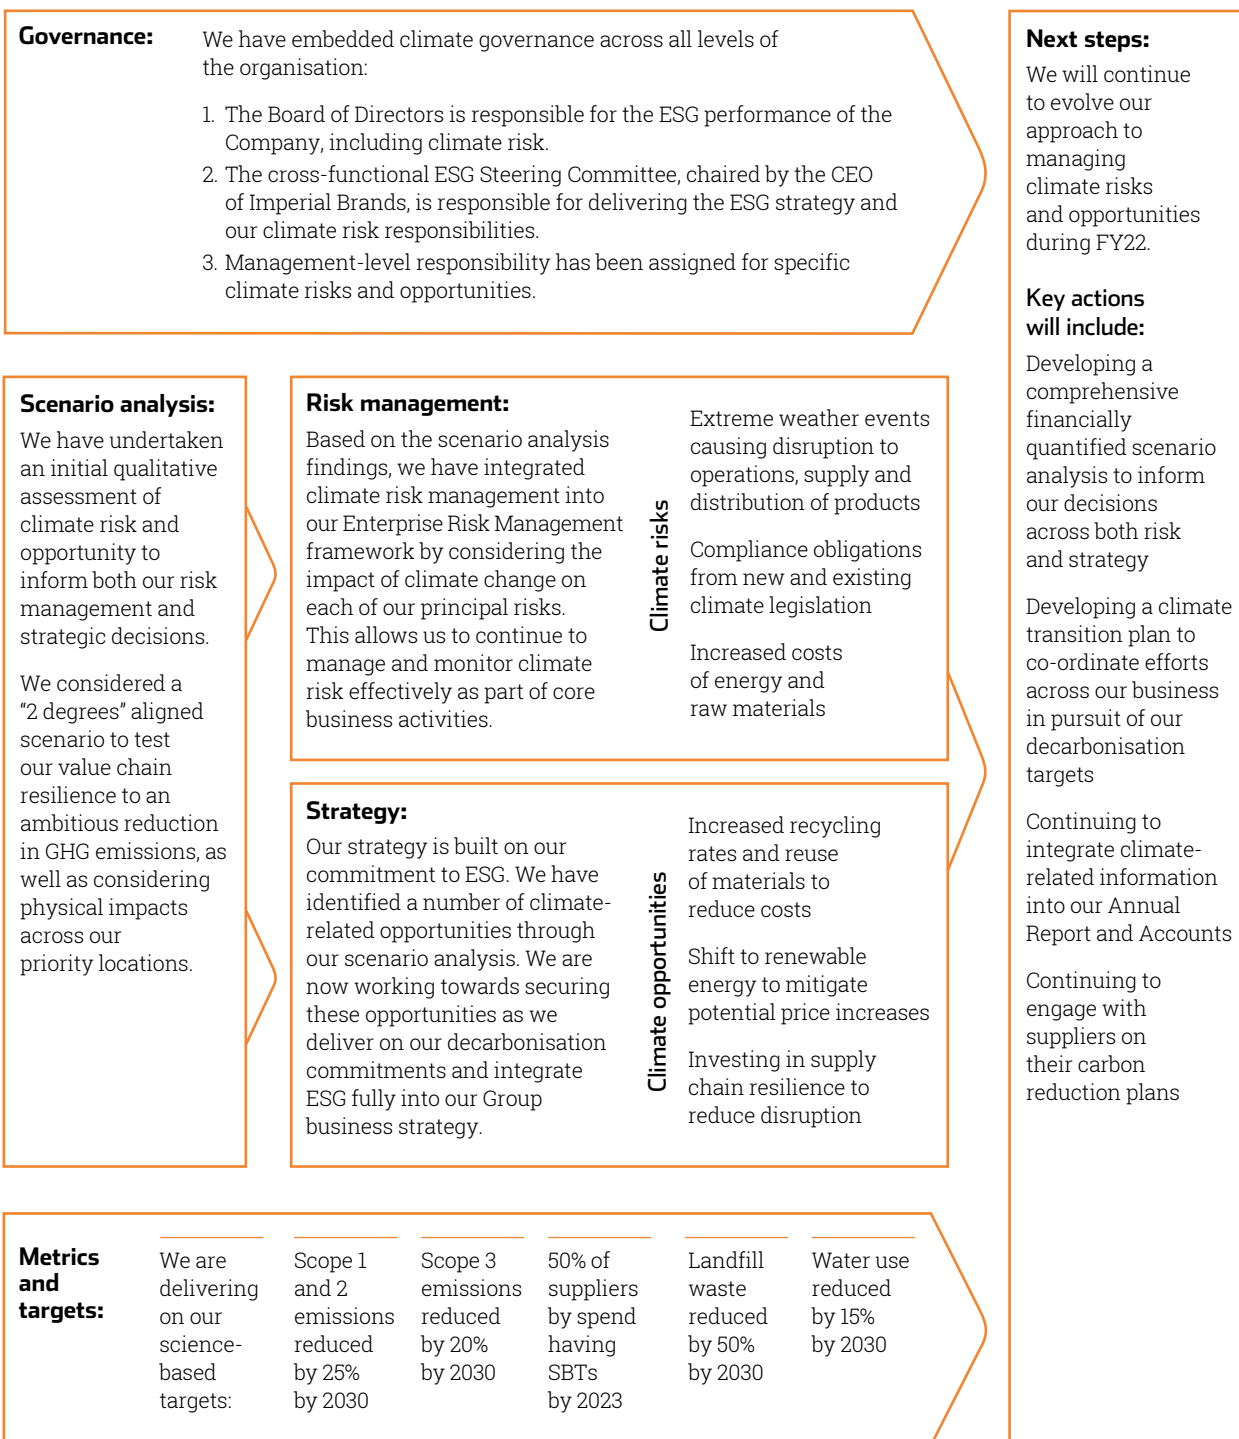 Governance:
We have embedded climate governance across all levels of
the organisation:
1. The Board of Directors is responsible for the ESG performance of the
Company, including climate risk.
2. The cross-functional ESG Steering Committee, chaired by the CEO
of Imperial Brands, is responsible for delivering the ESG strategy and
our climate risk responsibilities.
3. Management-level responsibility has been assigned for specific
climate risks and opportunities.
Scenario analysis:
We have undertaken
an initial qualitative
assessment of
climate risk and
opportunity to
inform both our risk
management and
strategic decisions.
We considered a
“2 degrees” aligned
scenario to test
our value chain
resilience to an
ambitious reduction
in GHG emissions, as
well as considering
physical impacts
across our
priority locations.
Risk management:
Based on the scenario analysis
findings, we have integrated
climate risk management into
our Enterprise Risk Management
framework by considering the
impact of climate change on
each of our principal risks.
This allows us to continue to
manage and monitor climate
risk effectively as part of core
business activities.
Climate risks
Extreme weather events
causing disruption to
operations, supply and
distribution of products
Compliance obligations
from new and existing
climate legislation
Increased costs
of energy and
raw materials
Strategy:
Our strategy is built on our
commitment to ESG. We have
identified a number of climate-
related opportunities through
our scenario analysis. We are
now working towards securing
these opportunities as we
deliver on our decarbonisation
commitments and integrate
ESG fully into our Group
business strategy.
Climate opportunities
Increased recycling
rates and reuse
of materials to
reduce costs
Shift to renewable
energy to mitigate
potential price increases
Investing in supply
chain resilience to
reduce disruption
Metrics
and
targets:
We are
delivering
on our
science-
based
targets:
Scope 1
and 2
emissions
reduced
by 25%
by 2030
Scope 3
emissions
reduced
by 20%
by 2030
50% of
suppliers
by spend
having
SBTs
by 2023
Landfill
waste
reduced
by 50%
by 2030
Water use
reduced
by 15%
by 2030
Next steps:
We will continue
to evolve our
approach to
managing
climate risks
and opportunities
during FY22.
Key actions
will include:
Developing a
comprehensive
financially
quantified scenario
analysis to inform
our decisions
across both risk
and strategy
Developing a climate
transition plan to
co-ordinate efforts
across our business
in pursuit of our
decarbonisation
targets
Continuing to
integrate climate-
related information
into our Annual
Report and Accounts
Continuing to
engage with
suppliers on
their carbon
reduction plans